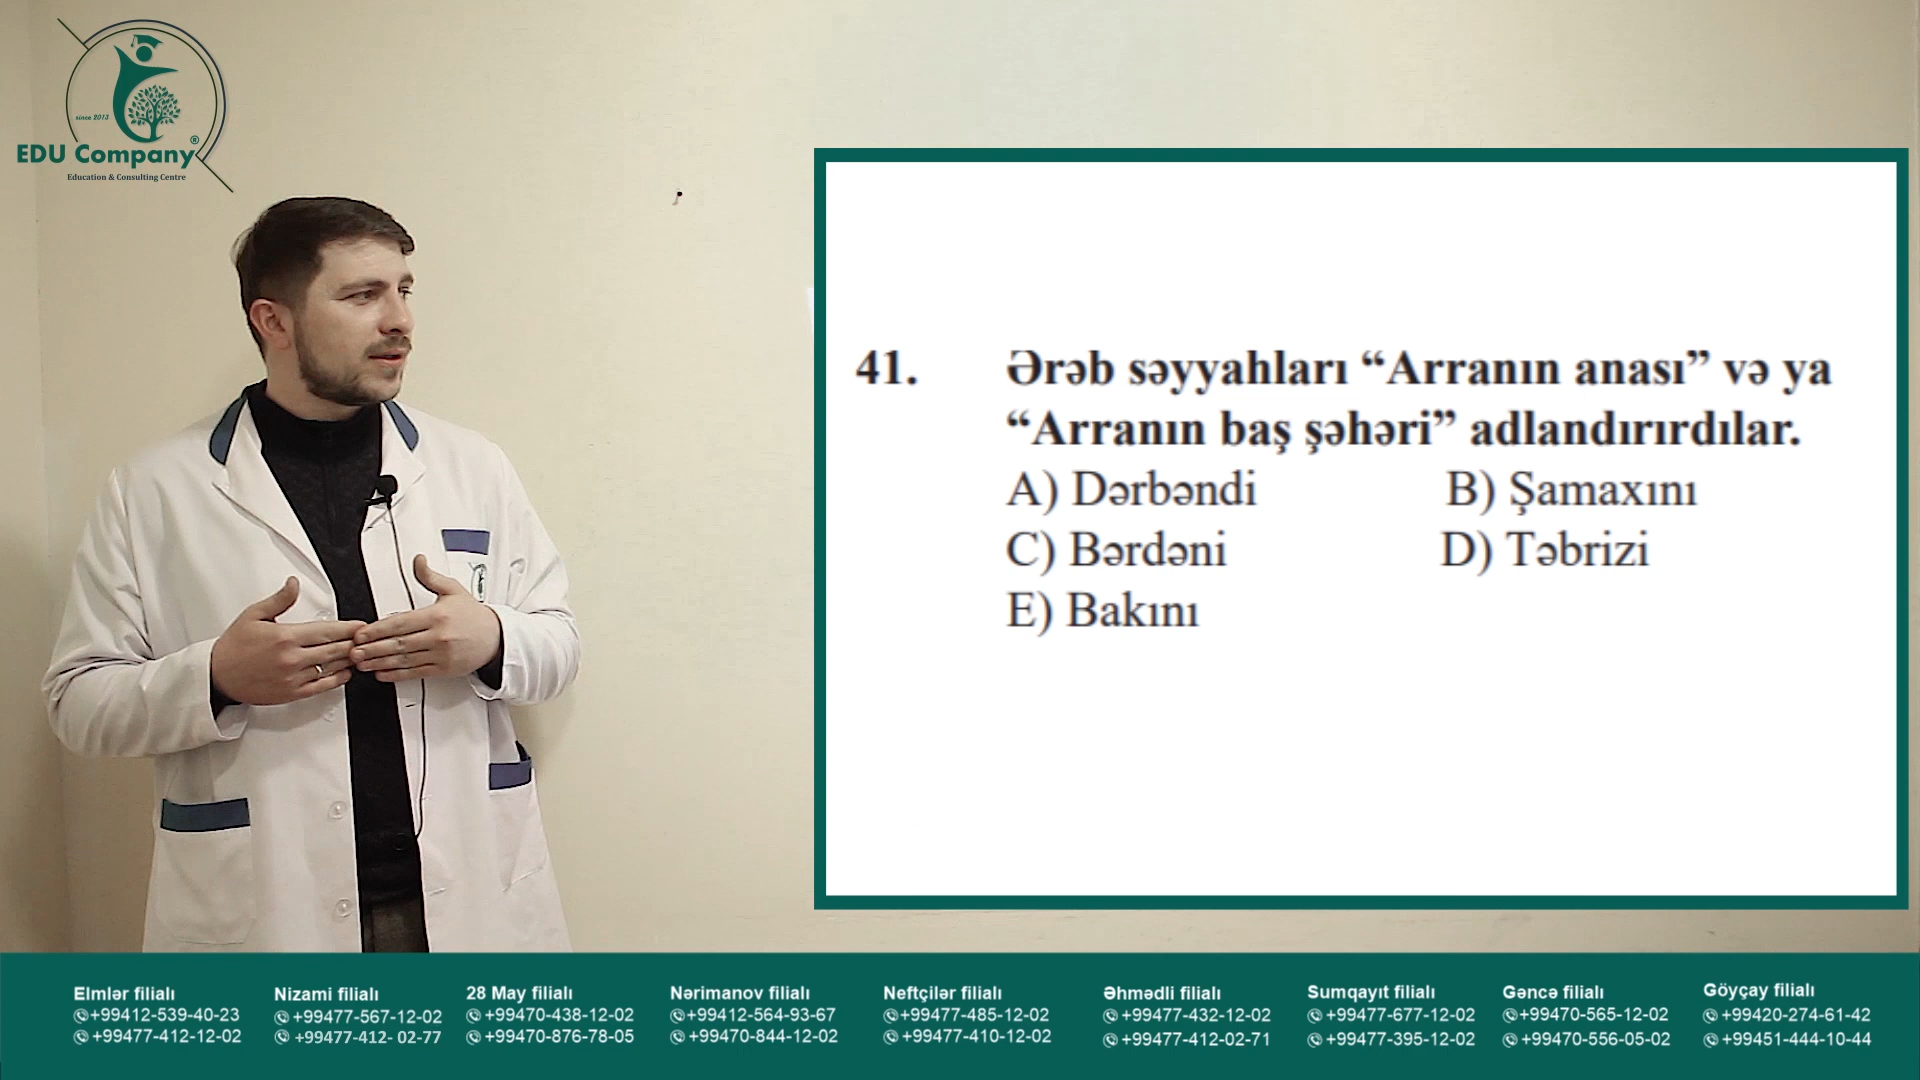 since 2013
EDU Company®
Education & Consulting Centre
41. Ərəb səyyahları “Arranın anası” və ya
“Arranın baş şəhəri” adlandırırdılar.
A) Dərbəndi B) Şamaxını
C) Bərdəni D) Təbrizi
E) Bakını
Elmlər filialı
+99412-539-40-23
+99477-412-12-02
Nizami filialı
+99477-567-12-02
+99477-412- 02-77
28 May filialı
+99470-438-12-02
+99470-876-78-05
Nərimanov filialı
+99412-564-93-67
+99470-844-12-02
Neftçilər filialı
+99477-485-12-02
+99477-410-12-02
Əhmədli filialı
+99477-432-12-02
+99477-412-02-71
Sumqayıt filialı
+99477-677-12-02
+99477-395-12-02
Gəncə filialı
+99470-565-12-02
+99470-556-05-02
Göyçay filialı
+99420-274-61-42
+99451-444-10-44